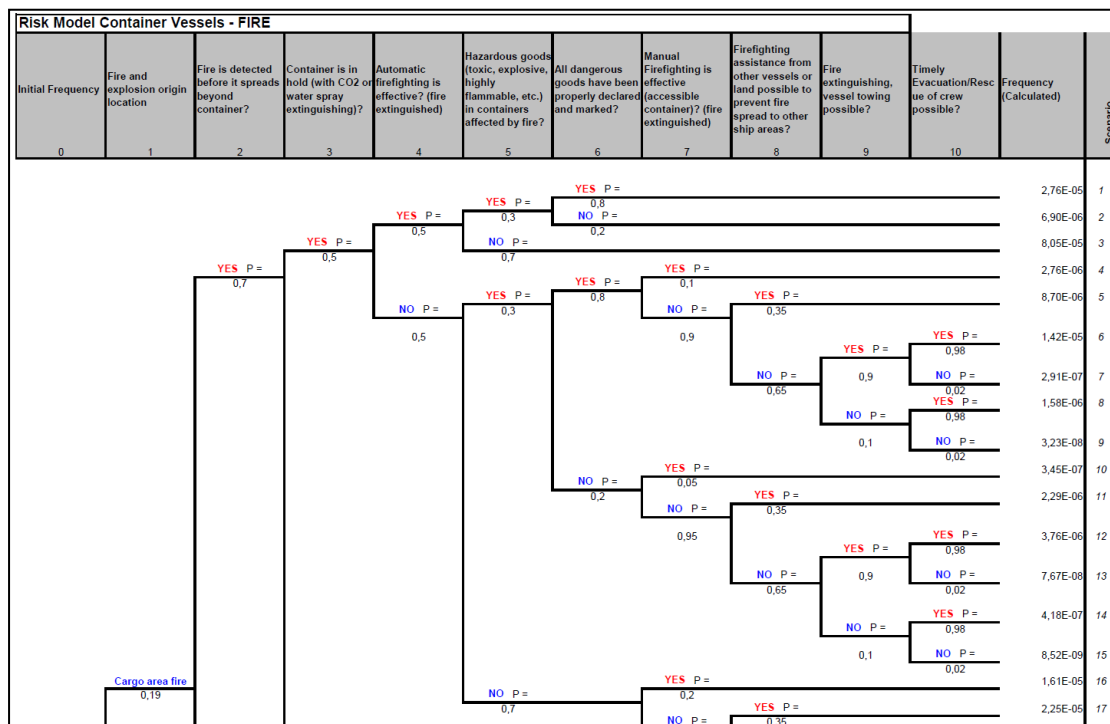 Risk Model Container Vessels - FIRE
Initial Frequency
0
Fire and
explosion origin
location
1
Fire is detected
before it spreads
beyond
container?
2
Container is in
hold (with CO2 or
water spray
extinguishing)?
3
Automatic
firefighting is
effective? (fire
extinguished)
4
Hazardous goods
(toxic, explosive,
highly
flammable, etc.)
in containers
affected by fire?
5
All dangerous
goods have been
properly declared
and marked?
6
Manual
Firefighting is
effective
(accessible
container)? (fire
extinguished)
7
Firefighting
assistance from
other vessels or
land possible to
prevent fire
spread to other
ship areas?
8
Fire
extinguishing,
vessel towing
possible?
9
Timely
Evacuation/Resc
ue of crew
possible?
10
Frequency
(Calculated)
Scenario
YES P = 2,76E-05 1
YES P = 0,8
YES P = 0,3 NO P = 6,90E-06 2
0,5 0,2
YES P = NO P = 8,05E-05 3
0,5 0,7
YES P = YES P = 2,76E-06 4
0,7 YES P = 0,1
YES P = 0,8 YES P = 8,70E-06 5
NO P = 0,3 NO P = 0,35
0,5 0,9 YES P = 1,42E-05 6
YES P = 0,98
NO P = 0,9 NO P = 2,91E-07 7
0,65 0,02
YES P = 1,58E-06 8
NO P = 0,98
0,1 NO P = 3,23E-08 9
0,02
YES P = 3,45E-07 10
NO P = 0,05
0,2 YES P = 2,29E-06 11
NO P = 0,35
0,95 YES P = 3,76E-06 12
YES P = 0,98
NO P = 0,9 NO P = 7,67E-08 13
0,65 0,02
YES P = 4,18E-07 14
NO P = 0,98
0,1 NO P = 8,52E-09 15
0,02
Cargo area fire YES P = 1,61E-05 16
0,19 NO P = 0,2
0,7 YES P = 2,25E-05 17
NO P = 0,35